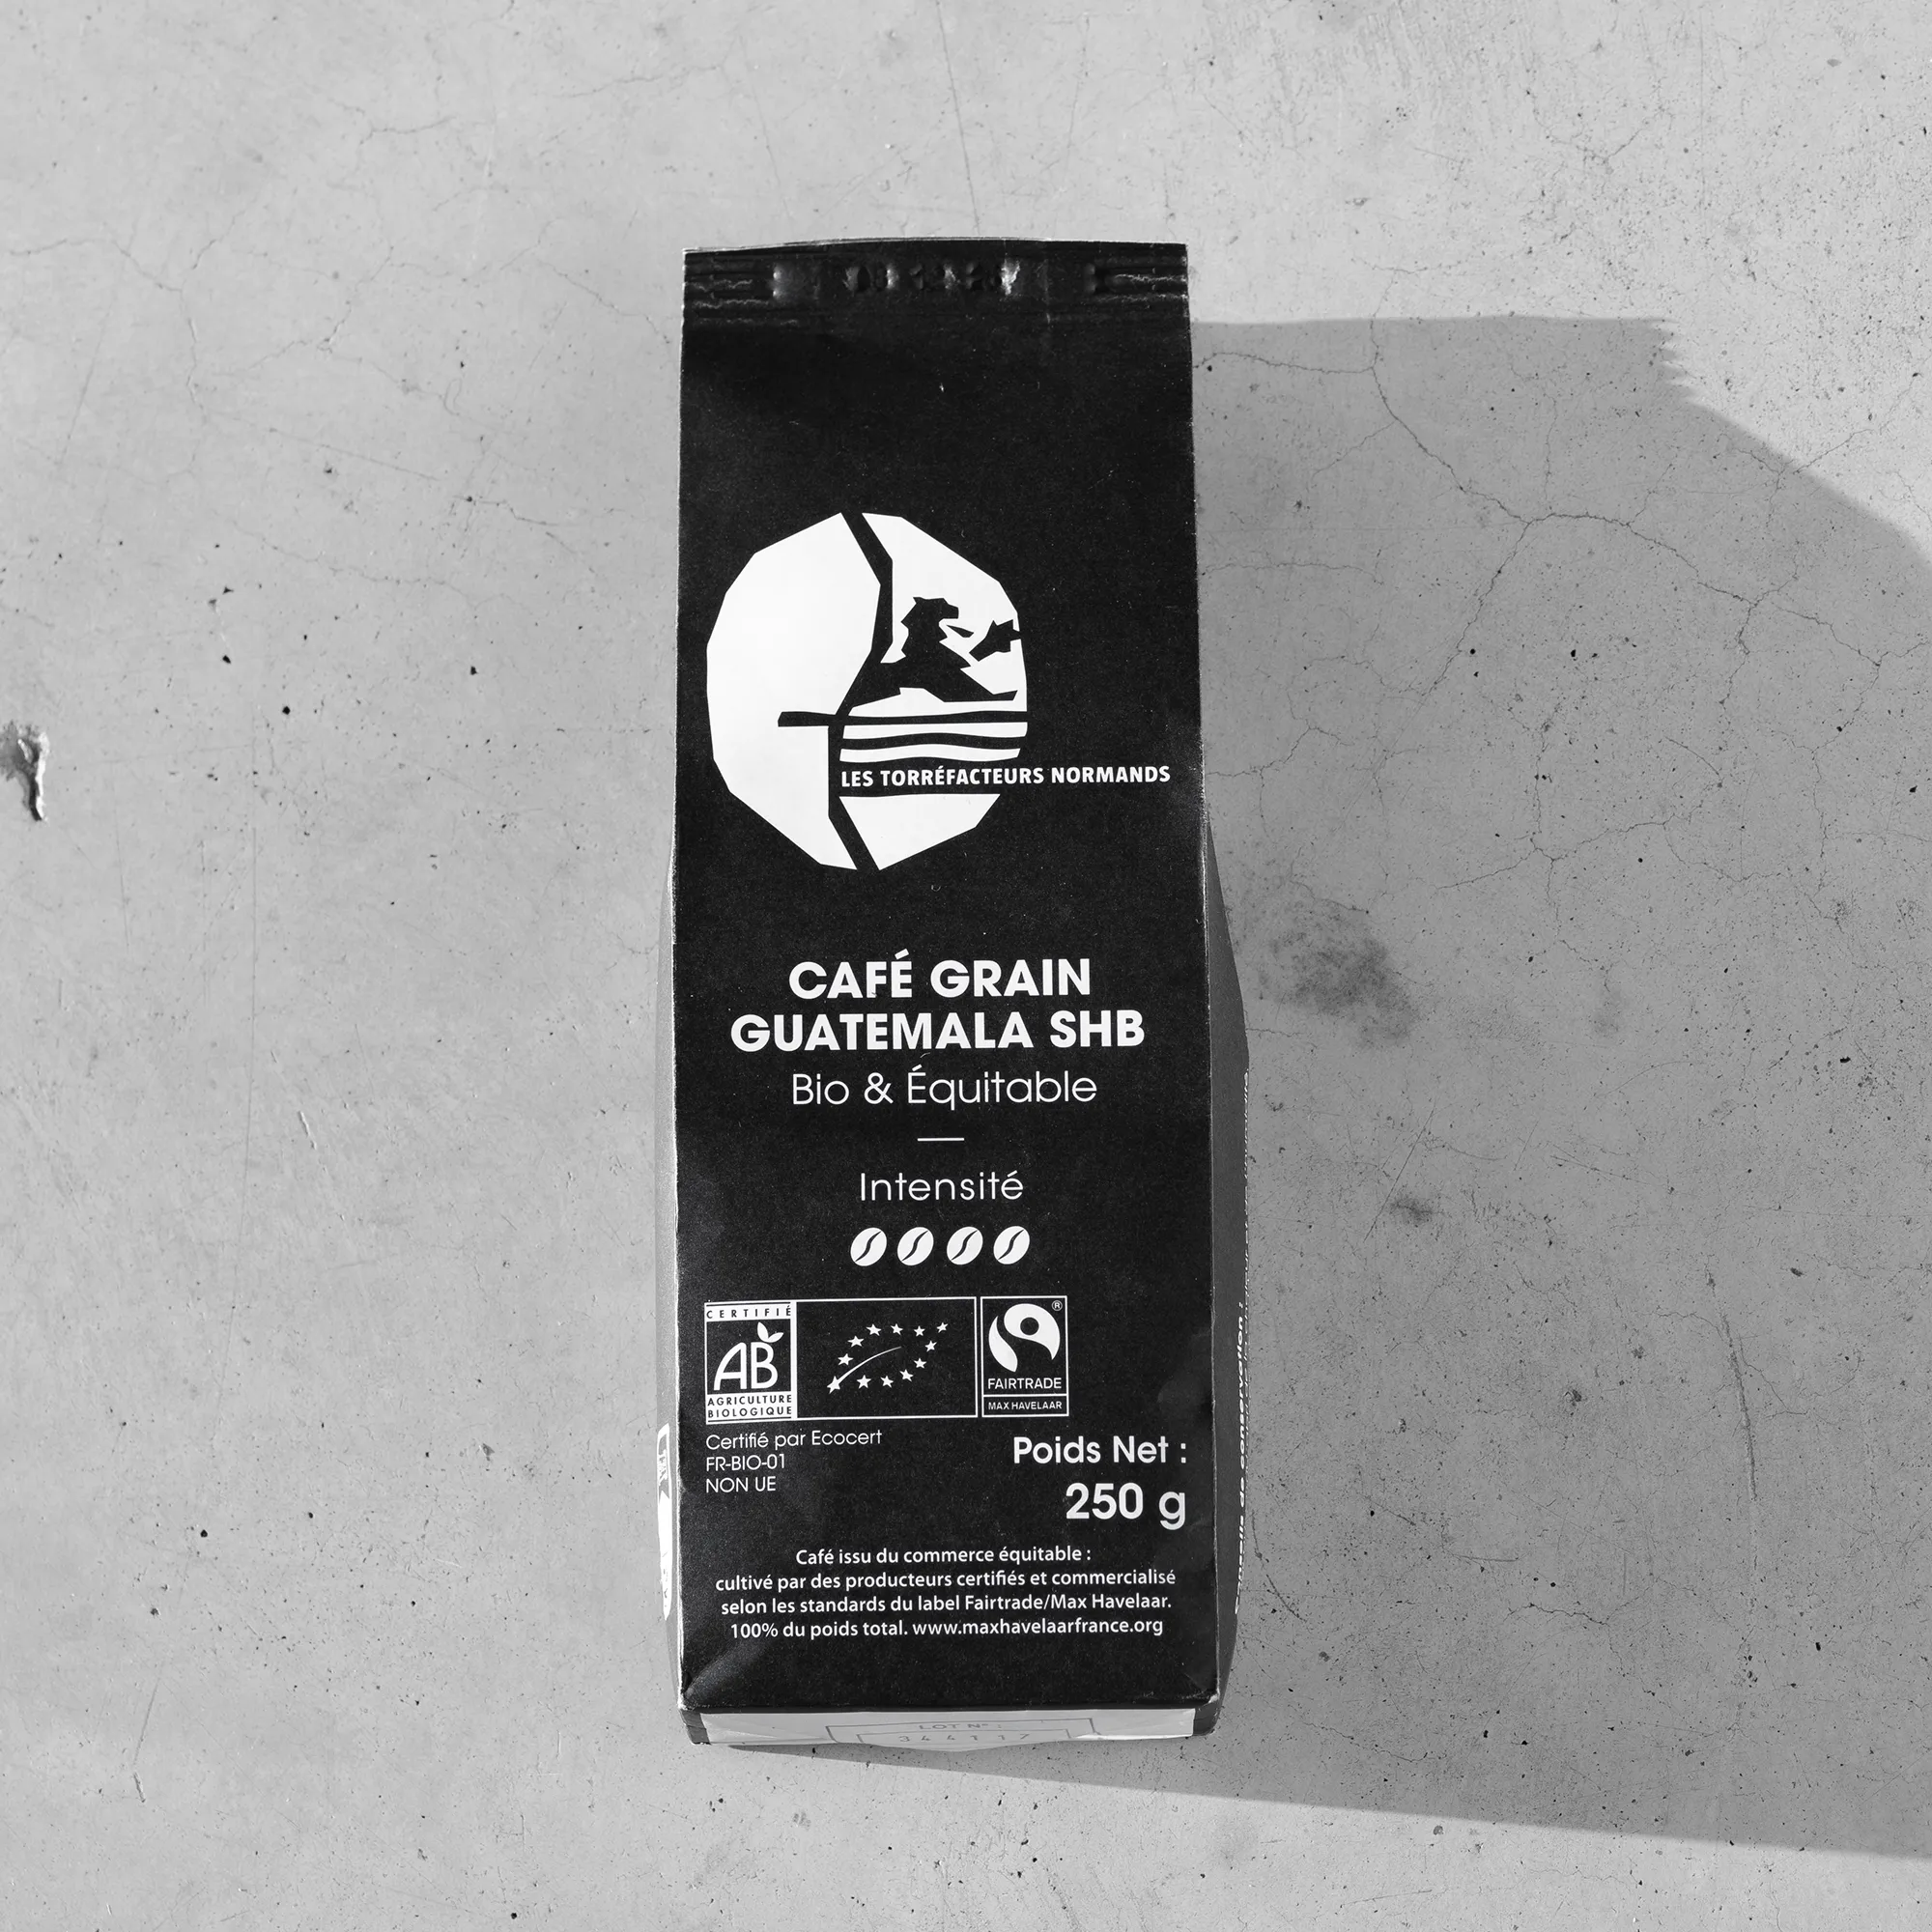 LES TORRÉFACTEURS NORMANDS
CAFÉ GRAIN
GUATEMALA SHB
Bio & Équitable
Intensité
CERTIFIÉ
AB
AGRICULTURE
BIOLOGIQUE
®
FAIRTRADE
MAX HAVELAAR
Certifié par Ecocert
FR-BIO-01
NON UE
Poids Net :
250 g
Café issu du commerce équitable :
cultivé par des producteurs certifiés et commercialisé
selon les standards du label Fairtrade/Max Havelaar.
100% du poids total. www.maxhavelaarfrance.org
LOT N° :
344117